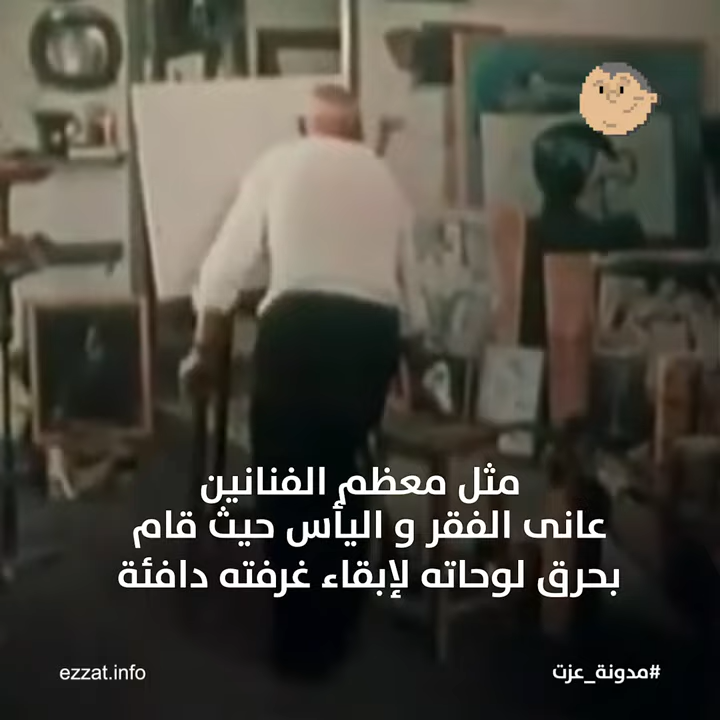 مثل معظم الفنانين
عانى الفقر و اليأس حيث قام
بحرق لوحاته لإبقاء غرفته دافئة
#مدونة_عزت
ezzat.info